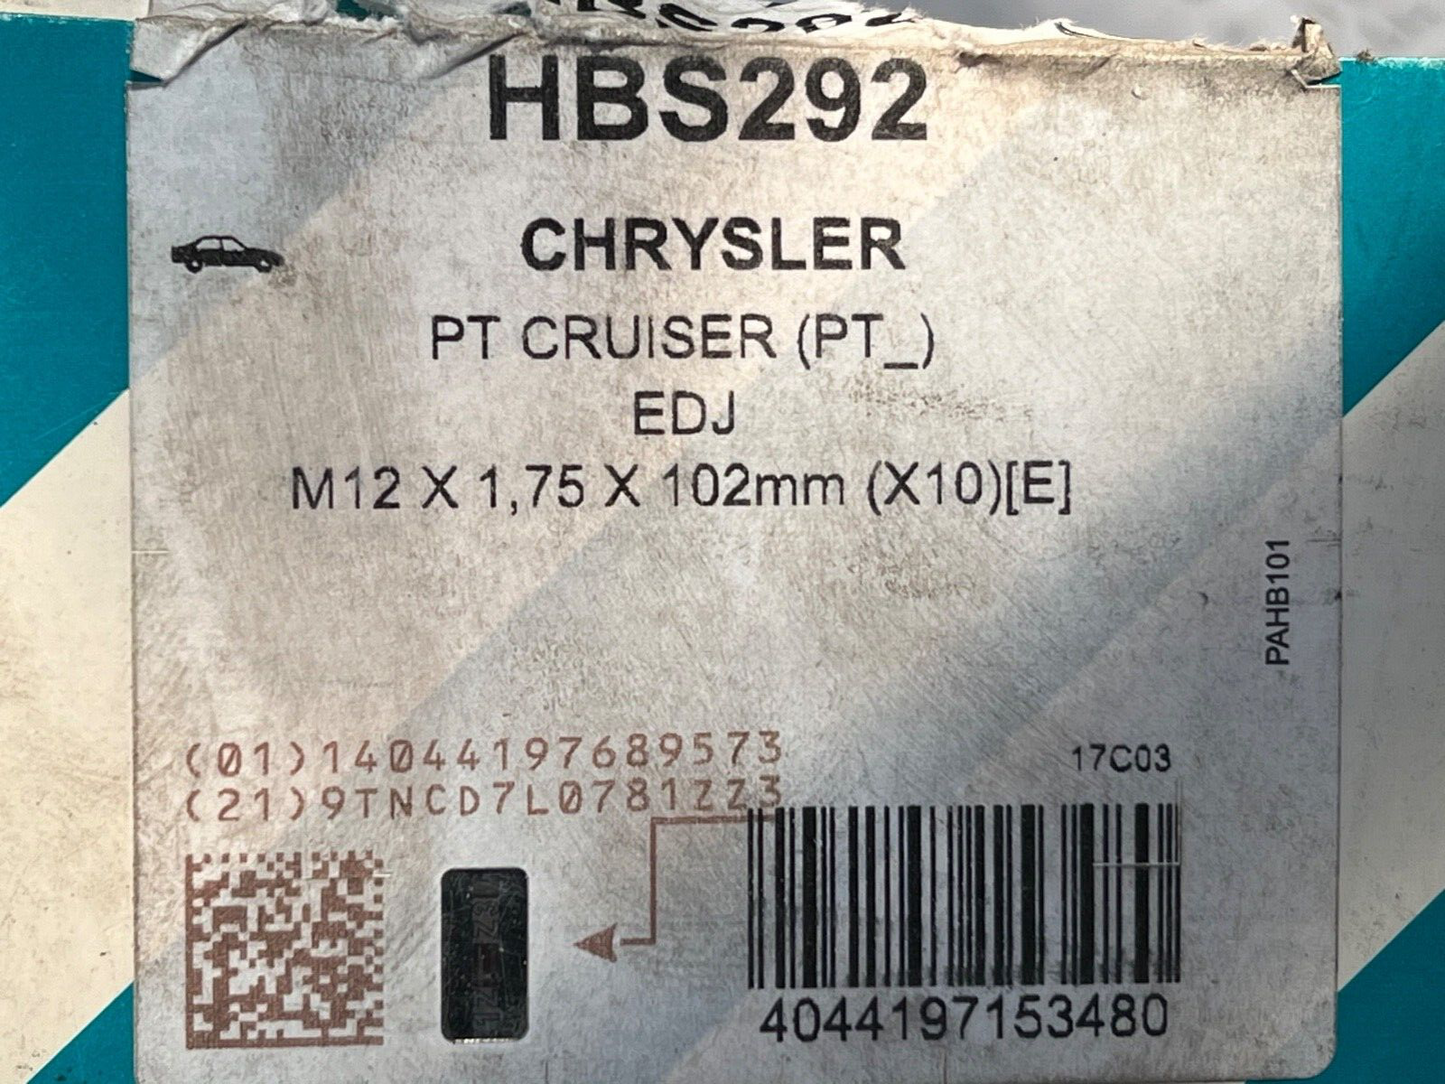 HBS292
CHRYSLER
PT CRUISER (PT_)
EDJ
M12 X 1,75 X 102mm (X10)[E]
PAHB101
(01)14044197689573
(21)9TNCD7L0781ZZ3
17C03
4044197153480